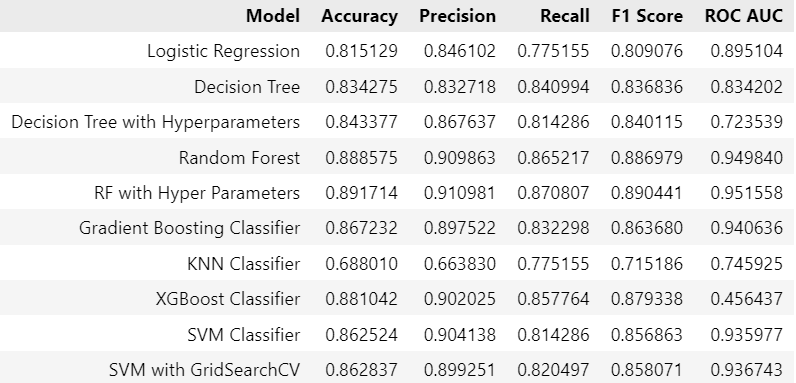 Model Accuracy Precision Recall F1 Score ROC AUC
Logistic Regression 0.815129 0.846102 0.775155 0.809076 0.895104
Decision Tree 0.834275 0.832718 0.840994 0.836836 0.834202
Decision Tree with Hyperparameters 0.843377 0.867637 0.814286 0.840115 0.723539
Random Forest 0.888575 0.909863 0.865217 0.886979 0.949840
RF with Hyper Parameters 0.891714 0.910981 0.870807 0.890441 0.951558
Gradient Boosting Classifier 0.867232 0.897522 0.832298 0.863680 0.940636
KNN Classifier 0.688010 0.663830 0.775155 0.715186 0.745925
XGBoost Classifier 0.881042 0.902025 0.857764 0.879338 0.456437
SVM Classifier 0.862524 0.904138 0.814286 0.856863 0.935977
SVM with GridSearchCV 0.862837 0.899251 0.820497 0.858071 0.936743